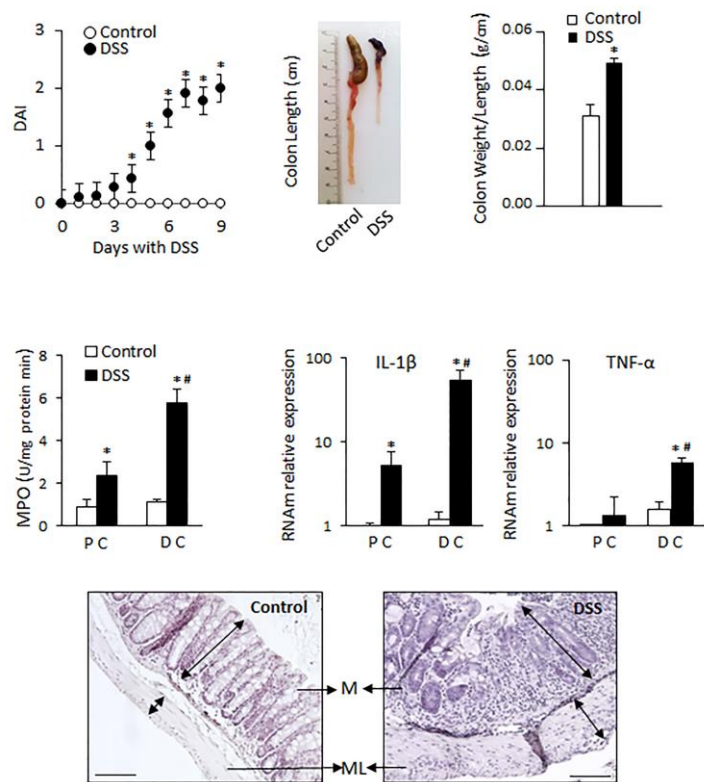 Control
DSS
DAI
3
2
1
0
0
3
6
9
Days with DSS
Colon Length (cm)
Control
DSS
Control
DSS
Colon Weight/Length (g/cm)
0.06
0.04
0.02
0.00
*
MPO (U/mg protein min)
8
6
4
2
0
Control
DSS
*
*#
P C
D C
RNAm relative expression
100
10
1
IL-1β
*
*#
P C
D C
RNAm relative expression
100
10
1
TNF-α
*#
P C
D C
Control
DSS
M
ML